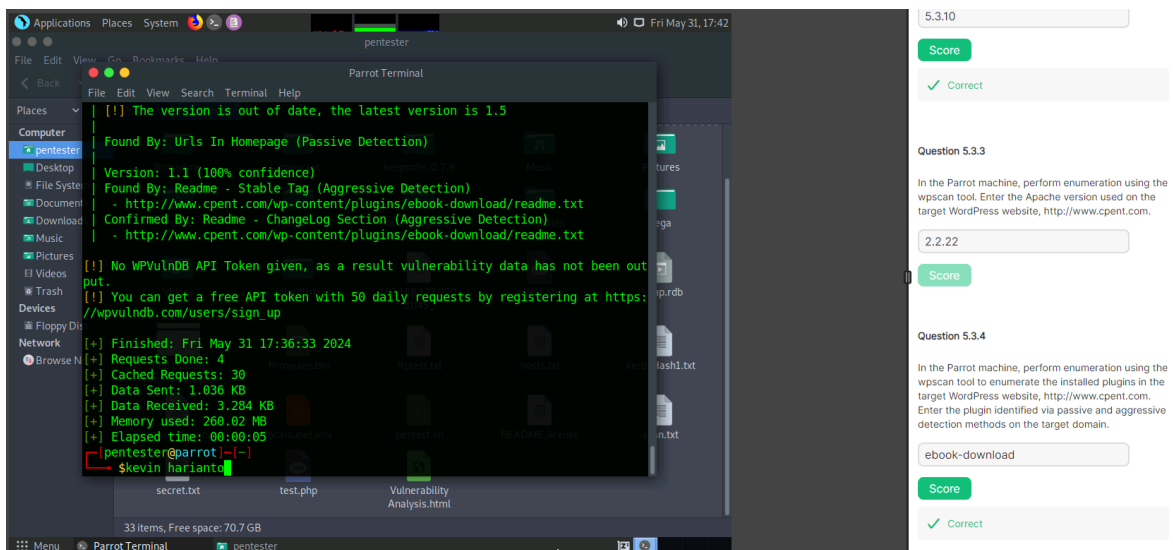 Applications Places System
Fri May 31, 17:42
pentester
File Edit View Go Bookmarks Help
Back
Places
Computer
pentester
Desktop
File Syste
Document
Download
Music
Pictures
Videos
Trash
Devices
Floppy Dis
Network
Browse N
Parrot Terminal
File Edit View Search Terminal Help
| [!] The version is out of date, the latest version is 1.5
|
| Found By: Urls In Homepage (Passive Detection)
|
| Version: 1.1 (100% confidence)
| Found By: Readme - Stable Tag (Aggressive Detection)
|  - http://www.cpent.com/wp-content/plugins/ebook-download/readme.txt
| Confirmed By: Readme - ChangeLog Section (Aggressive Detection)
|  - http://www.cpent.com/wp-content/plugins/ebook-download/readme.txt
[!] No WPVulnDB API Token given, as a result vulnerability data has not been out
put.
[!] You can get a free API token with 50 daily requests by registering at https:
//wpvulndb.com/users/sign_up
[+] Finished: Fri May 31 17:36:33 2024
[+] Requests Done: 4
[+] Cached Requests: 30
[+] Data Sent: 1.036 KB
[+] Data Received: 3.284 KB
[+] Memory used: 260.02 MB
[+] Elapsed time: 00:00:05
[pentester@parrot]-[~]
$kevin harianto
secret.txt
test.php
Vulnerability
Analysis.html
33 items, Free space: 70.7 GB
Menu
Parrot Terminal
pentester
5.3.10
Score
Correct
Question 5.3.3
In the Parrot machine, perform enumeration using the
wpscan tool. Enter the Apache version used on the
target WordPress website, http://www.cpent.com.
2.2.22
Score
Question 5.3.4
In the Parrot machine, perform enumeration using the
wpscan tool to enumerate the installed plugins in the
target WordPress website, http://www.cpent.com.
Enter the plugin identified via passive and aggressive
detection methods on the target domain.
ebook-download
Score
Correct